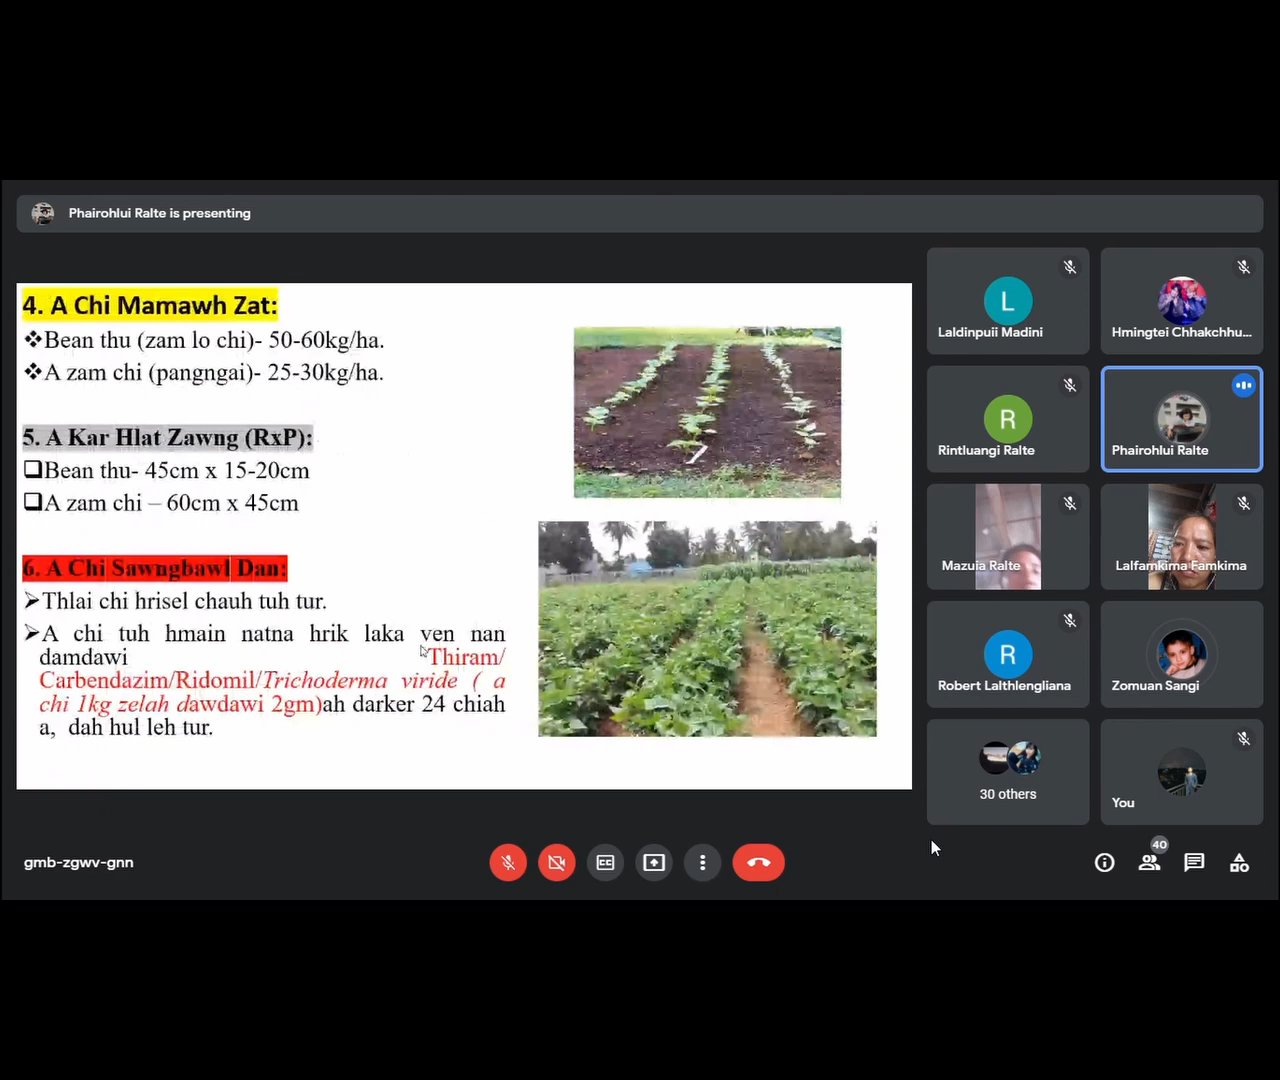 Phairohlui Ralte is presenting
4. A Chi Mamawh Zat:
❖Bean thu (zam lo chi)- 50-60kg/ha.
❖A zam chi (pangngai)- 25-30kg/ha.
5. A Kar Hlat Zawng (RxP):
❑Bean thu- 45cm x 15-20cm
❑A zam chi – 60cm x 45cm
6. A Chi Sawngbawl Dan:
➢Thlai chi hrisel chauh tuh tur.
➢A chi tuh hmain natna hrik laka ven nan
damdawi Thiram/
Carbendazim/Ridomil/Trichoderma viride ( a
chi 1kg zelah dawdawi 2gm)ah darker 24 chiah
a, dah hul leh tur.
L
Laldinpuii Madini
Hmingtei Chhakchhu...
R
Rintluangi Ralte
Phairohlui Ralte
Mazuia Ralte
Lalfamkima Famkima
R
Robert Lalthlengliana
Zomuan Sangi
30 others
You
gmb-zgwv-gnn
CC
40